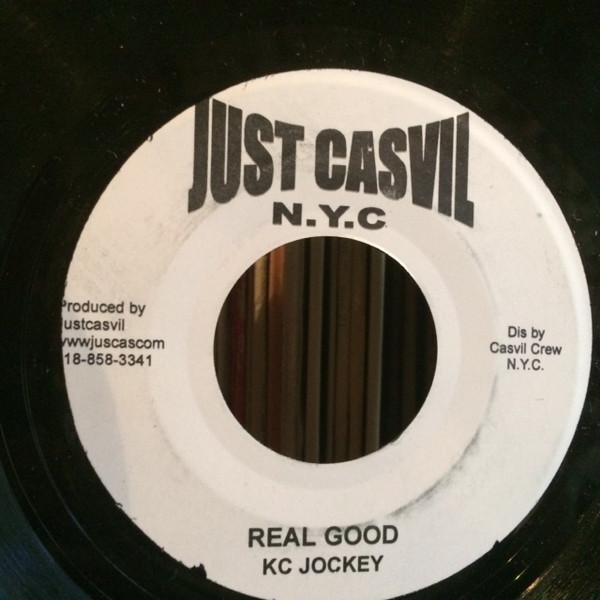 JUST CASVIL
N.Y.C
Produced by
Justcasvil
wwwjuscascom
18-858-3341
Dis by
Casvil Crew
N.Y.C.
REAL GOOD
KC JOCKEY